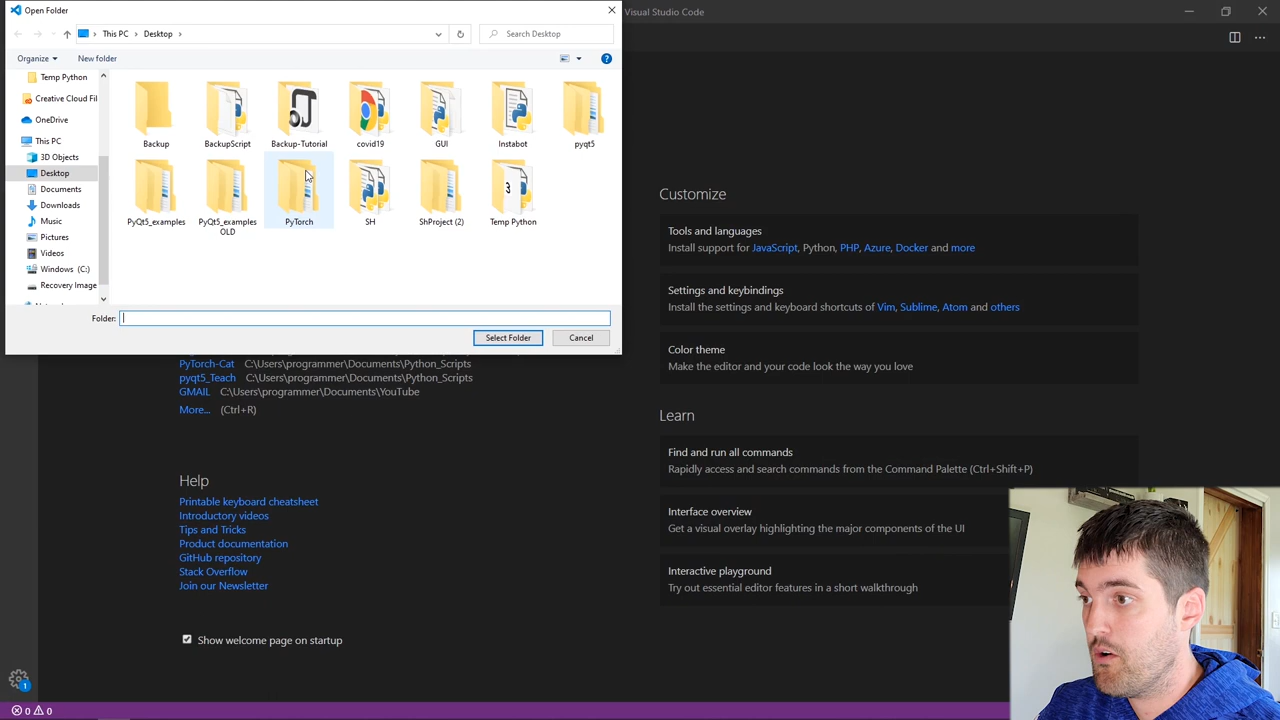 Open Folder
Visual Studio Code
This PC
Desktop
Search Desktop
Organize
New folder
Temp Python
Creative Cloud Fil
OneDrive
This PC
3D Objects
Desktop
Documents
Downloads
Music
Pictures
Videos
Windows (C:)
Recovery Image
Backup
BackupScript
Backup-Tutorial
covid19
GUI
Instabot
pyqt5
PyQt5_examples
PyQt5_examples
OLD
PyTorch
SH
ShProject (2)
Temp Python
Folder:
Select Folder
Cancel
PyTorch-Cat C:\Users\programmer\Documents\Python_Scripts
pyqt5_Teach C:\Users\programmer\Documents\Python_Scripts
GMAIL C:\Users\programmer\Documents\YouTube
More... (Ctrl+R)
Help
Printable keyboard cheatsheet
Introductory videos
Tips and Tricks
Product documentation
GitHub repository
Stack Overflow
Join our Newsletter
Show welcome page on startup
Customize
Tools and languages
Install support for JavaScript, Python, PHP, Azure, Docker and more
Settings and keybindings
Install the settings and keyboard shortcuts of Vim, Sublime, Atom and others
Color theme
Make the editor and your code look the way you love
Learn
Find and run all commands
Rapidly access and search commands from the Command Palette (Ctrl+Shift+P)
Interface overview
Get a visual overlay highlighting the major components of the UI
Interactive playground
Try out essential editor features in a short walkthrough
1
0 0